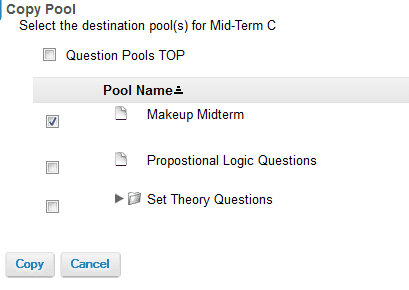 Copy Pool
Select the destination pool(s) for Mid-Term C
Question Pools TOP
Pool Name
Makeup Midterm
Propostional Logic Questions
Set Theory Questions
Copy Cancel